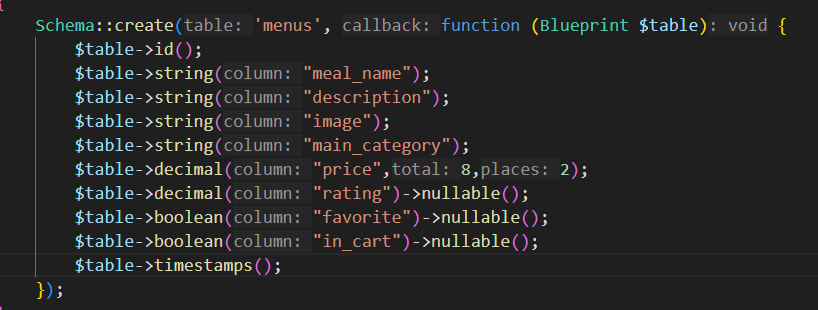 Schema::create(table: 'menus', callback: function (Blueprint $table): void {
$table->id();
$table->string(column: "meal_name");
$table->string(column: "description");
$table->string(column: "image");
$table->string(column: "main_category");
$table->decimal(column: "price",total: 8,places: 2);
$table->decimal(column: "rating")->nullable();
$table->boolean(column: "favorite")->nullable();
$table->boolean(column: "in_cart")->nullable();
$table->timestamps();
});